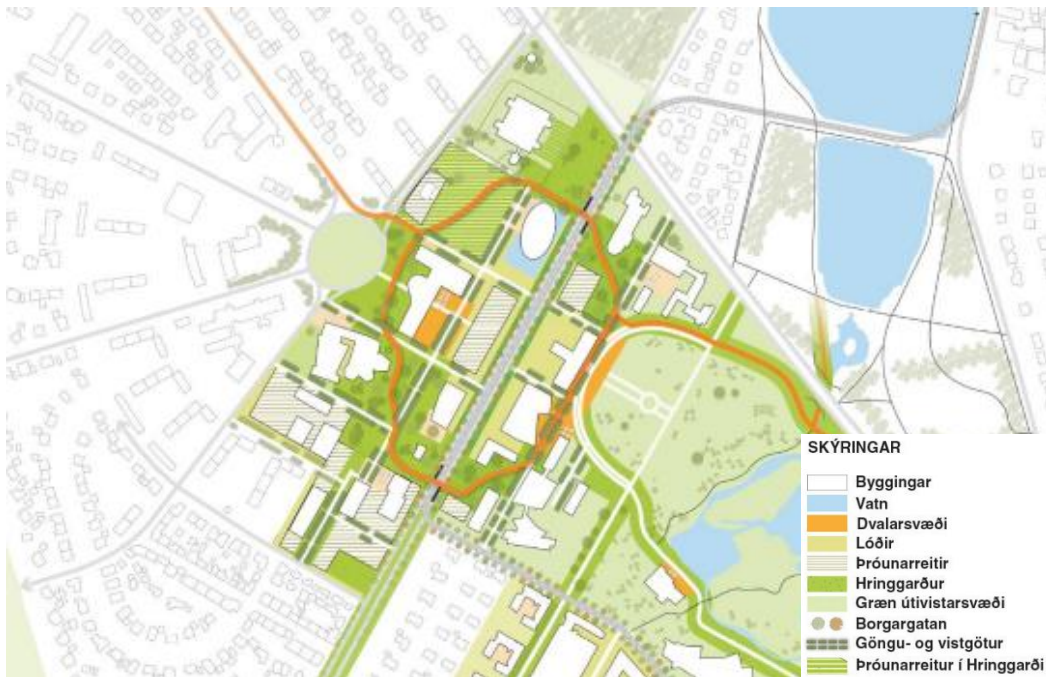 SKÝRINGAR
Byggingar
Vatn
Dvalarsvæði
Lóðir
Þróunarreitir
Hringgarður
Græn útivistarsvæði
Borgargatan
Göngu- og vistgötur
Þróunarreitur í Hringgarði